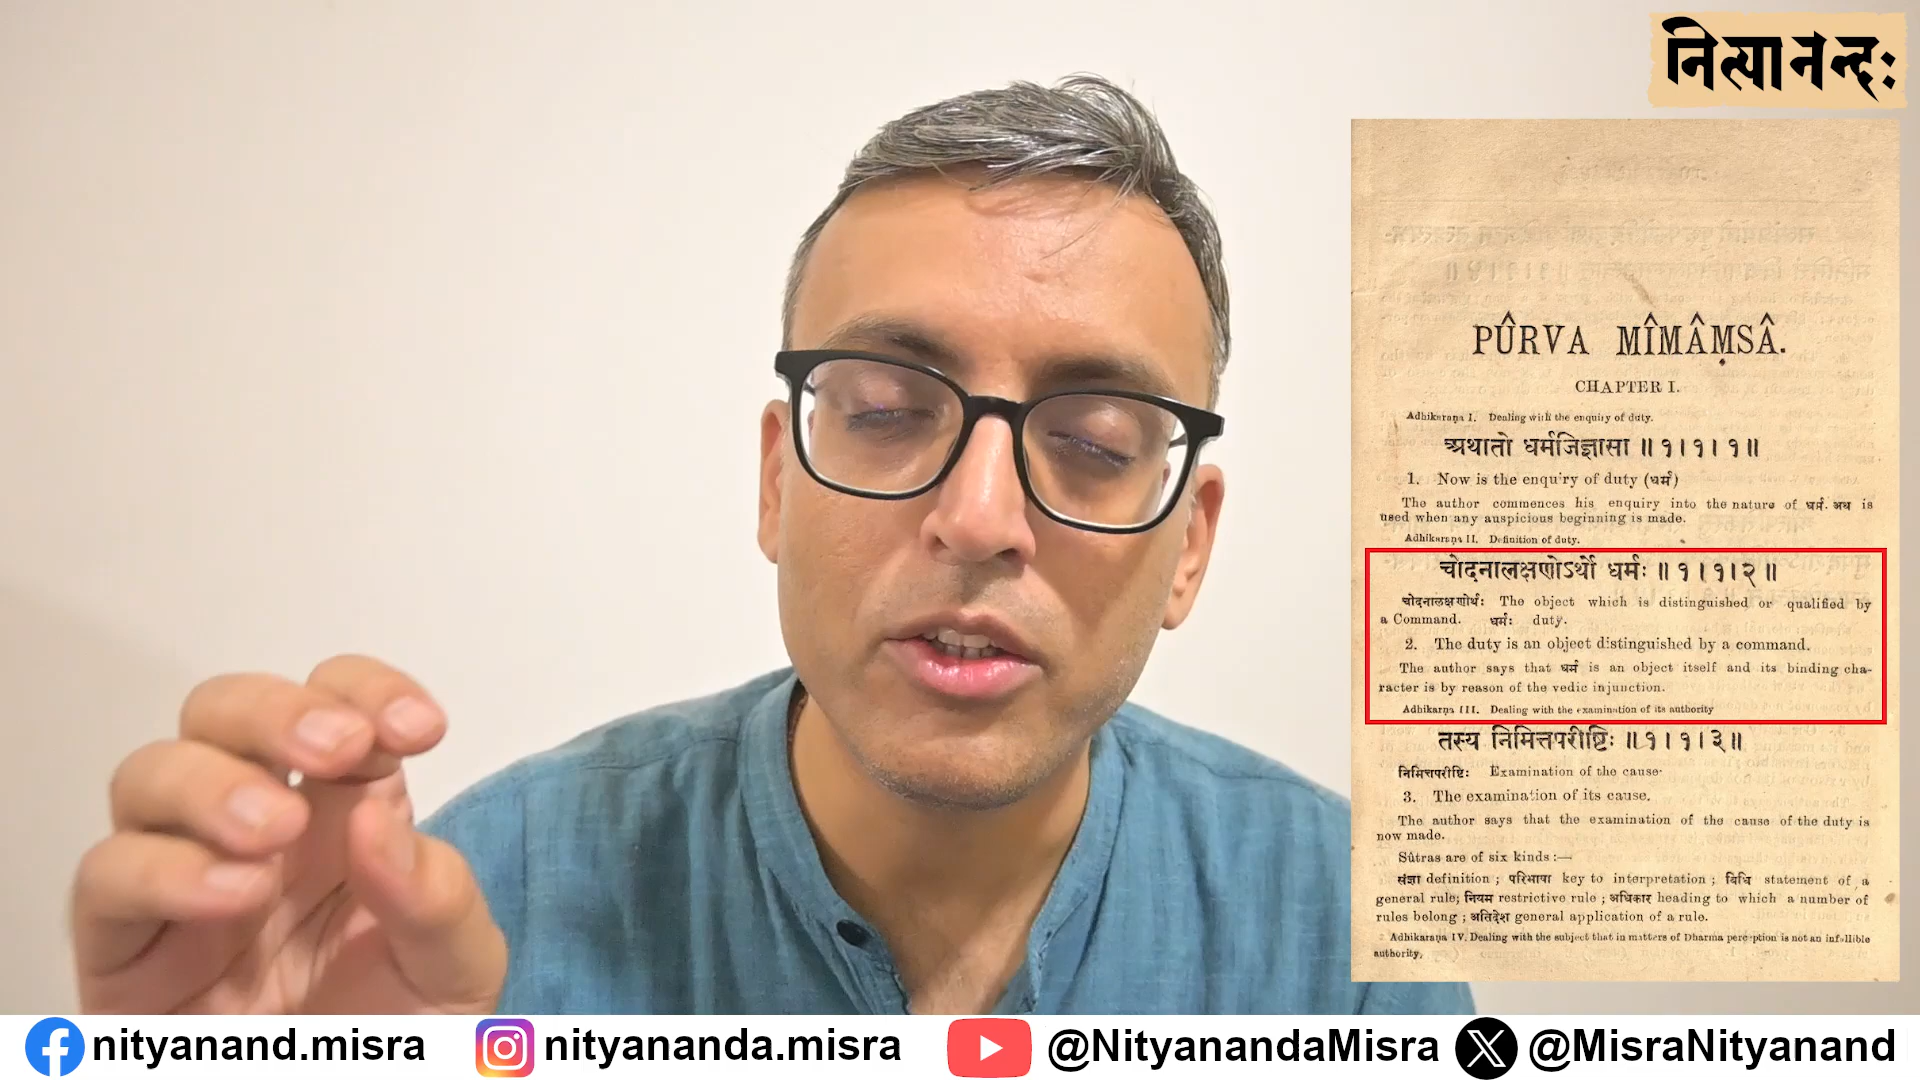 नित्यानन्दः
PÛRVA MÎMÂṂSÂ.
CHAPTER I.
Adhikaraṇa I. Dealing with the enquiry of duty.
अथातो धर्मजिज्ञासा ॥ १ । १ । १ ॥
1. Now is the enquiry of duty (धर्म)
The author commences his enquiry into the nature of धर्म. अथ is
used when any auspicious beginning is made.
Adhikaraṇa II. Definition of duty.
चोदनालक्षणोऽर्थो धर्मः ॥ १ । १ । २ ॥
चोदनालक्षणोर्थः The object which is distinguished or qualified by
a Command. धर्मः duty.
2. The duty is an object distinguished by a command.
The author says that धर्म is an object itself and its binding cha-
racter is by reason of the vedic injunction.
Adhikarṇa III. Dealing with the examination of its authority
तस्य निमित्तपरीष्टिः ॥ १ । १ । ३ ॥
निमित्तपरीष्टिः Examination of the cause.
3. The examination of its cause.
The author says that the examination of the cause of the duty is
now made.
Sûtras are of six kinds :—
संज्ञा definition ; परिभाषा key to interpretation ; विधि statement of a
general rule; नियम restrictive rule ; अधिकार heading to which a number of
rules belong ; अतिदेश general application of a rule.
Adhikaraṇa IV. Dealing with the subject that in matters of Dharma perception is not an infallible
authority,
nityanand.misra
nityananda.misra
@NityanandaMisra
@MisraNityanand